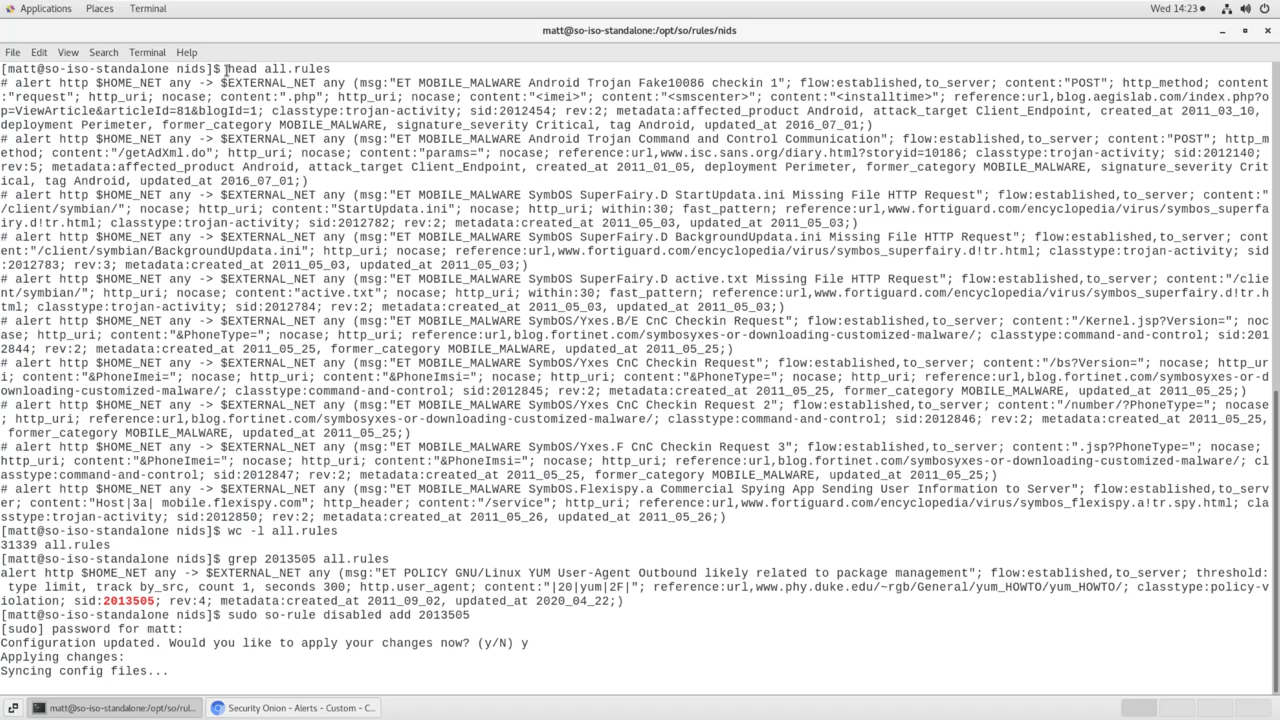 Applications Places Terminal Wed 14:23
matt@so-iso-standalone:/opt/so/rules/nids
File Edit View Search Terminal Help
[matt@so-iso-standalone nids]$ head all.rules
# alert http $HOME_NET any -> $EXTERNAL_NET any (msg:"ET MOBILE_MALWARE Android Trojan Fake10086 checkin 1"; flow:established,to_server; content:"POST"; http_method; content
:"request"; http_uri; nocase; content:".php"; http_uri; nocase; content:"<imei>"; content:"<smscenter>"; content:"<installtime>"; reference:url,blog.aegislab.com/index.php?o
p=ViewArticle&articleId=81&blogId=1; classtype:trojan-activity; sid:2012454; rev:2; metadata:affected_product Android, attack_target Client_Endpoint, created_at 2011_03_10,
deployment Perimeter, former_category MOBILE_MALWARE, signature_severity Critical, tag Android, updated_at 2016_07_01;)
# alert http $HOME_NET any -> $EXTERNAL_NET any (msg:"ET MOBILE_MALWARE Android Trojan Command and Control Communication"; flow:established,to_server; content:"POST"; http_m
ethod; content:"/getAdXml.do"; http_uri; nocase; content:"params="; nocase; reference:url,www.isc.sans.org/diary.html?storyid=10186; classtype:trojan-activity; sid:2012140;
rev:5; metadata:affected_product Android, attack_target Client_Endpoint, created_at 2011_01_05, deployment Perimeter, former_category MOBILE_MALWARE, signature_severity Crit
ical, tag Android, updated_at 2016_07_01;)
# alert http $HOME_NET any -> $EXTERNAL_NET any (msg:"ET MOBILE_MALWARE SymbOS SuperFairy.D StartUpdata.ini Missing File HTTP Request"; flow:established,to_server; content:"
/client/symbian/"; nocase; http_uri; content:"StartUpdata.ini"; nocase; http_uri; within:30; fast_pattern; reference:url,www.fortiguard.com/encyclopedia/virus/symbos_superfa
iry.d!tr.html; classtype:trojan-activity; sid:2012782; rev:2; metadata:created_at 2011_05_03, updated_at 2011_05_03;)
# alert http $HOME_NET any -> $EXTERNAL_NET any (msg:"ET MOBILE_MALWARE SymbOS SuperFairy.D BackgroundUpdata.ini Missing File HTTP Request"; flow:established,to_server; cont
ent:"/client/symbian/BackgroundUpdata.ini"; http_uri; nocase; reference:url,www.fortiguard.com/encyclopedia/virus/symbos_superfairy.d!tr.html; classtype:trojan-activity; sid
:2012783; rev:3; metadata:created_at 2011_05_03, updated_at 2011_05_03;)
# alert http $HOME_NET any -> $EXTERNAL_NET any (msg:"ET MOBILE_MALWARE SymbOS SuperFairy.D active.txt Missing File HTTP Request"; flow:established,to_server; content:"/clie
nt/symbian/"; http_uri; nocase; content:"active.txt"; nocase; http_uri; within:30; fast_pattern; reference:url,www.fortiguard.com/encyclopedia/virus/symbos_superfairy.d!tr.h
tml; classtype:trojan-activity; sid:2012784; rev:2; metadata:created_at 2011_05_03, updated_at 2011_05_03;)
# alert http $HOME_NET any -> $EXTERNAL_NET any (msg:"ET MOBILE_MALWARE SymbOS/Yxes.B/E CnC Checkin Request"; flow:established,to_server; content:"/Kernel.jsp?Version="; noc
ase; http_uri; content:"&PhoneType="; nocase; http_uri; reference:url,blog.fortinet.com/symbosyxes-or-downloading-customized-malware/; classtype:command-and-control; sid:201
2844; rev:2; metadata:created_at 2011_05_25, former_category MOBILE_MALWARE, updated_at 2011_05_25;)
# alert http $HOME_NET any -> $EXTERNAL_NET any (msg:"ET MOBILE_MALWARE SymbOS/Yxes CnC Checkin Request"; flow:established,to_server; content:"/bs?Version="; nocase; http_ur
i; content:"&PhoneImei="; nocase; http_uri; content:"&PhoneImsi="; nocase; http_uri; content:"&PhoneType="; nocase; http_uri; reference:url,blog.fortinet.com/symbosyxes-or-d
ownloading-customized-malware/; classtype:command-and-control; sid:2012845; rev:2; metadata:created_at 2011_05_25, former_category MOBILE_MALWARE, updated_at 2011_05_25;)
# alert http $HOME_NET any -> $EXTERNAL_NET any (msg:"ET MOBILE_MALWARE SymbOS/Yxes CnC Checkin Request 2"; flow:established,to_server; content:"/number/?PhoneType="; nocase
; http_uri; reference:url,blog.fortinet.com/symbosyxes-or-downloading-customized-malware/; classtype:command-and-control; sid:2012846; rev:2; metadata:created_at 2011_05_25,
former_category MOBILE_MALWARE, updated_at 2011_05_25;)
# alert http $HOME_NET any -> $EXTERNAL_NET any (msg:"ET MOBILE_MALWARE SymbOS/Yxes.F CnC Checkin Request 3"; flow:established,to_server; content:".jsp?PhoneType="; nocase;
http_uri; content:"&PhoneImei="; nocase; http_uri; content:"&PhoneImsi="; nocase; http_uri; reference:url,blog.fortinet.com/symbosyxes-or-downloading-customized-malware/; cl
asstype:command-and-control; sid:2012847; rev:2; metadata:created_at 2011_05_25, former_category MOBILE_MALWARE, updated_at 2011_05_25;)
# alert http $HOME_NET any -> $EXTERNAL_NET any (msg:"ET MOBILE_MALWARE SymbOS.Flexispy.a Commercial Spying App Sending User Information to Server"; flow:established,to_serv
er; content:"Host|3a| mobile.flexispy.com"; http_header; content:"/service"; http_uri; reference:url,www.fortiguard.com/encyclopedia/virus/symbos_flexispy.a!tr.spy.html; cla
sstype:trojan-activity; sid:2012850; rev:2; metadata:created_at 2011_05_26, updated_at 2011_05_26;)
[matt@so-iso-standalone nids]$ wc -l all.rules
31339 all.rules
[matt@so-iso-standalone nids]$ grep 2013505 all.rules
alert http $HOME_NET any -> $EXTERNAL_NET any (msg:"ET POLICY GNU/Linux YUM User-Agent Outbound likely related to package management"; flow:established,to_server; threshold:
type limit, track by_src, count 1, seconds 300; http.user_agent; content:"|20|yum|2F|"; reference:url,www.phy.duke.edu/~rgb/General/yum_HOWTO/yum_HOWTO/; classtype:policy-v
iolation; sid:2013505; rev:4; metadata:created_at 2011_09_02, updated_at 2020_04_22;)
[matt@so-iso-standalone nids]$ sudo so-rule disabled add 2013505
[sudo] password for matt:
Configuration updated. Would you like to apply your changes now? (y/N) y
Applying changes:
Syncing config files...
matt@so-iso-standalone:/opt/so/rul... Security Onion - Alerts - Custom - C...